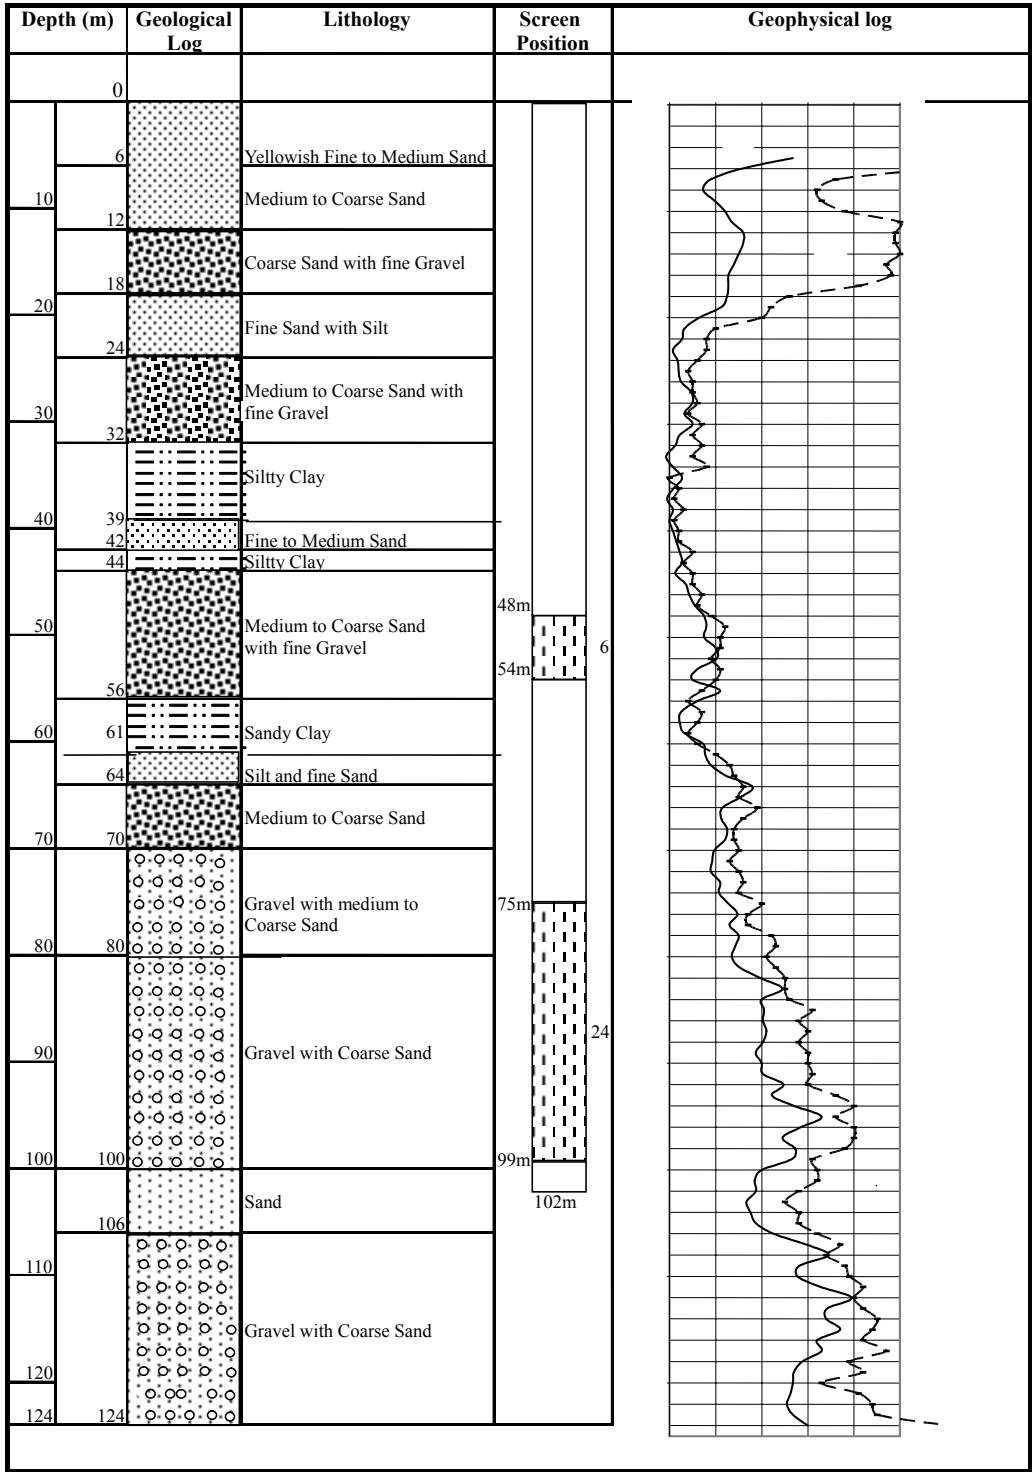 Depth (m)
Geological
Log
Lithology
Screen
Position
Geophysical log
0
6
Yellowish Fine to Medium Sand
10
Medium to Coarse Sand
12
Coarse Sand with fine Gravel
18
20
Fine Sand with Silt
24
Medium to Coarse Sand with
fine Gravel
30
32
Siltty Clay
40
39
42
Fine to Medium Sand
44
Siltty Clay
48m
50
Medium to Coarse Sand
with fine Gravel
6
54m
56
60
61
Sandy Clay
64
Silt and fine Sand
Medium to Coarse Sand
70
70
75m
Gravel with medium to
Coarse Sand
80
80
24
90
Gravel with Coarse Sand
99m
100
100
102m
Sand
106
110
Gravel with Coarse Sand
120
124
124